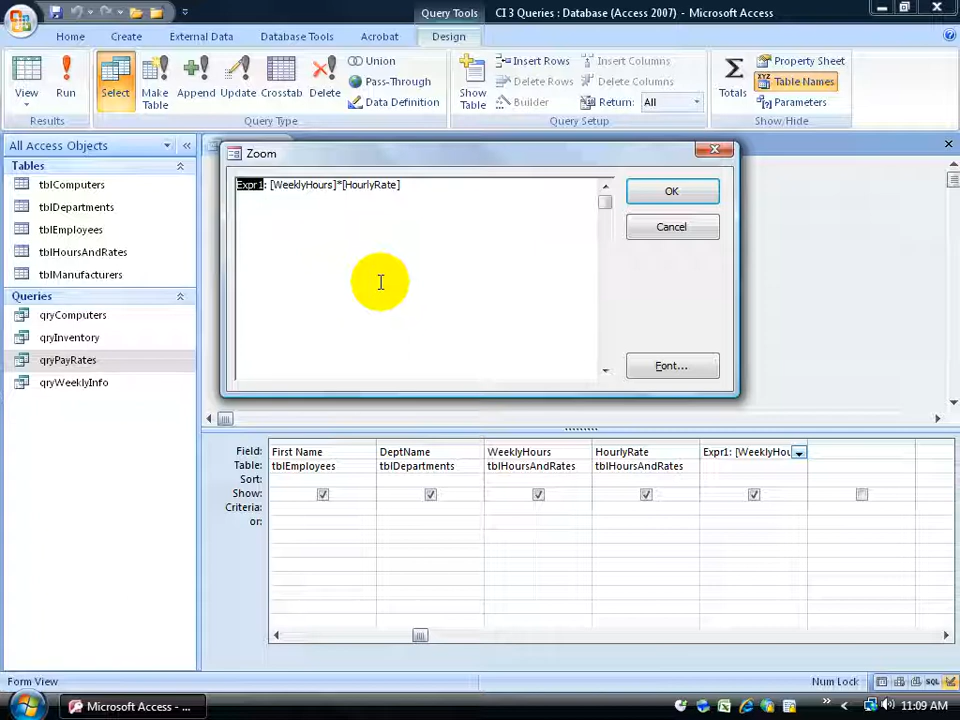 Query Tools
CI 3 Queries : Database (Access 2007) - Microsoft Access
Home
Create
External Data
Database Tools
Acrobat
Design
View
Run
Select
Make Table
Append
Update
Crosstab
Delete
Union
Pass-Through
Data Definition
Show Table
Insert Rows
Delete Rows
Builder
Insert Columns
Delete Columns
Return: All
Totals
Property Sheet
Table Names
Parameters
Results
Query Type
Query Setup
Show/Hide
All Access Objects
Tables
tblComputers
tblDepartments
tblEmployees
tblHoursAndRates
tblManufacturers
Queries
qryComputers
qryInventory
qryPayRates
qryWeeklyInfo
Zoom
Expr1: [WeeklyHours]*[HourlyRate]
OK
Cancel
Font...
Field: First Name DeptName WeeklyHours HourlyRate Expr1: [WeeklyHou
Table: tblEmployees tblDepartments tblHoursAndRates tblHoursAndRates
Sort:
Show:
Criteria:
or:
Form View
Num Lock
SQL
Microsoft Access - ...
11:09 AM